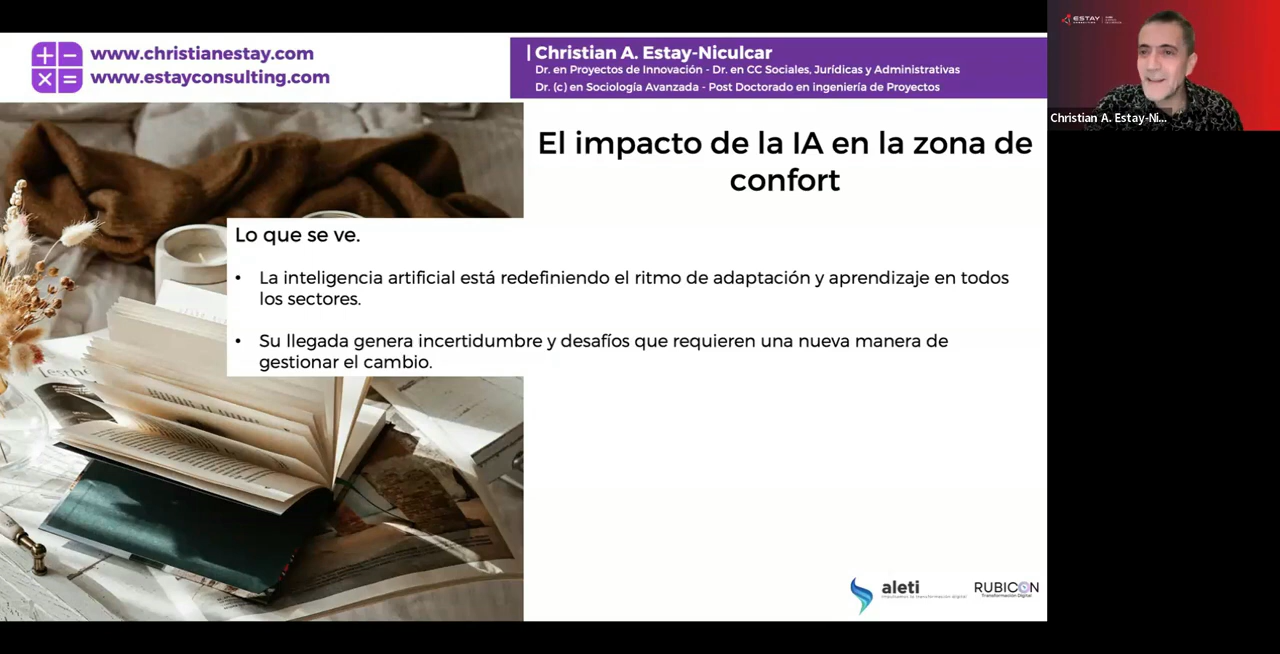 www.christianestay.com
www.estayconsulting.com
| Christian A. Estay-Niculcar
Dr. en Proyectos de Innovación - Dr. en CC Sociales, Jurídicas y Administrativas
Dr. (c) en Sociología Avanzada - Post Doctorado en ingeniería de Proyectos
ESTAY
Christian A. Estay-Ni...
El impacto de la IA en la zona de
confort
Lo que se ve.
• La inteligencia artificial está redefiniendo el ritmo de adaptación y aprendizaje en todos
los sectores.
• Su llegada genera incertidumbre y desafíos que requieren una nueva manera de
gestionar el cambio.
aleti
RUBICON
Transformación Digital